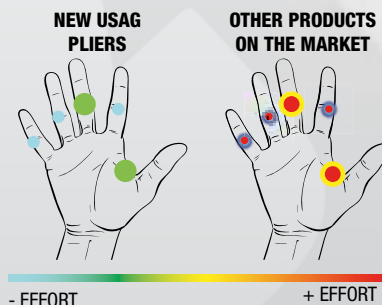 NEW USAG
PLIERS
OTHER PRODUCTS
ON THE MARKET
- EFFORT
+ EFFORT